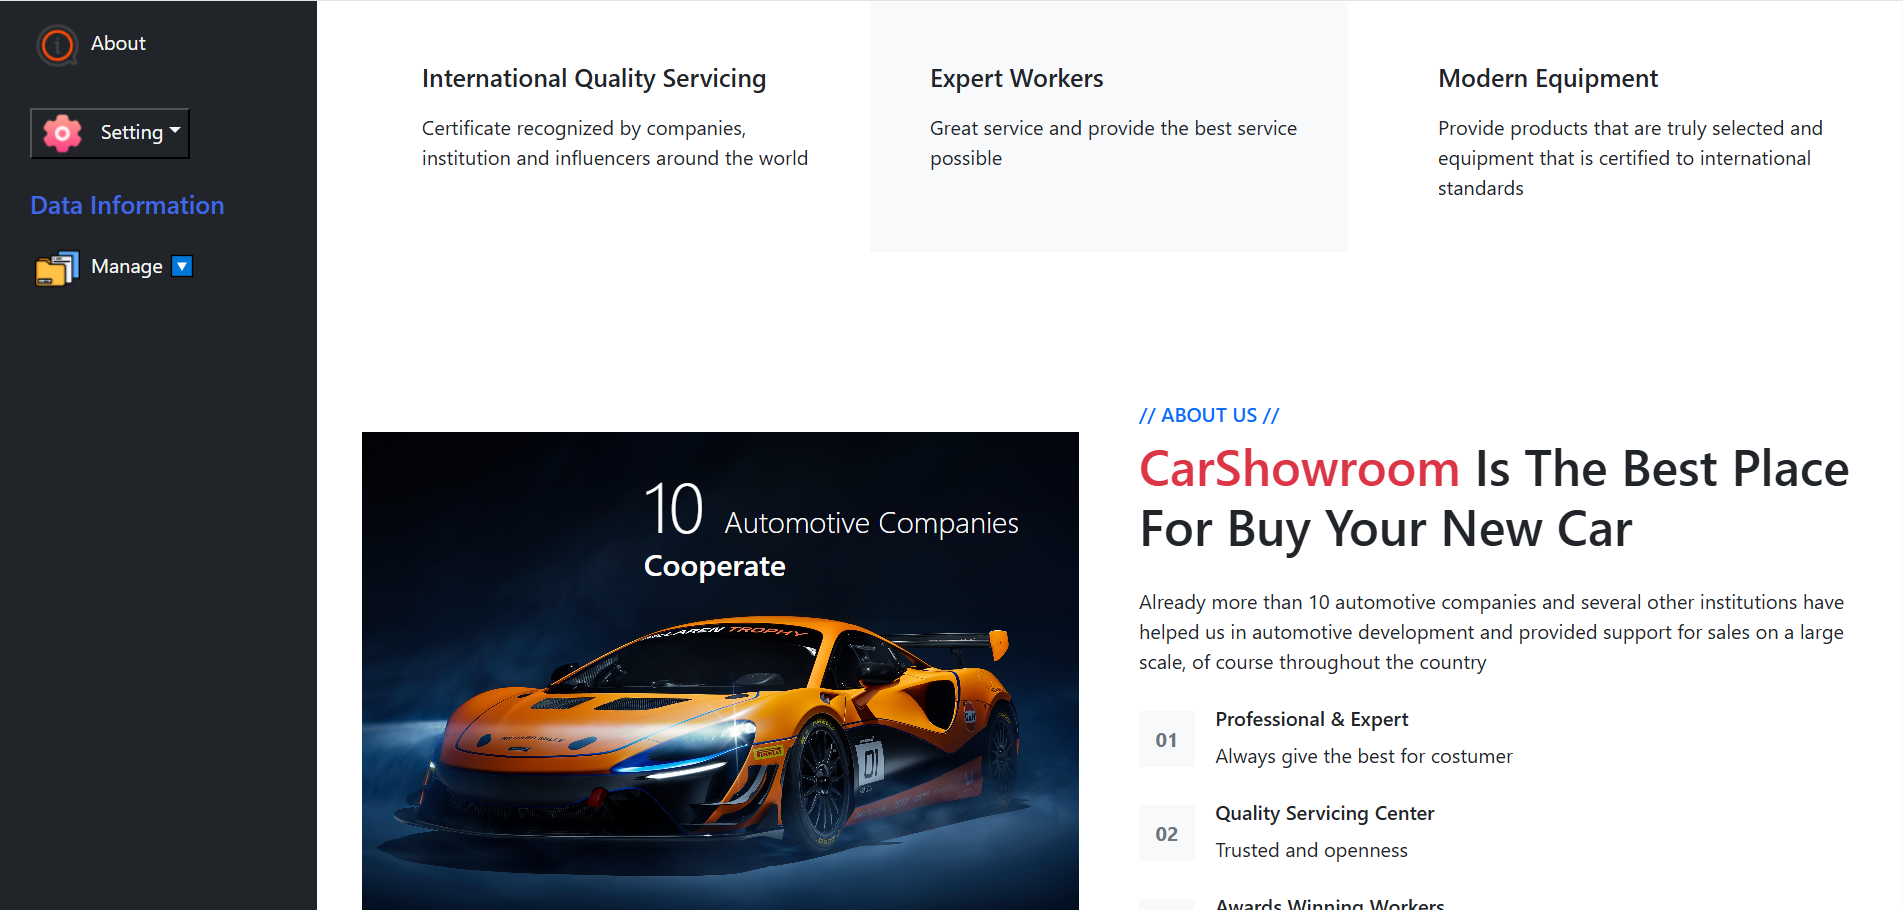 About
Setting
Data Information
Manage
International Quality Servicing
Certificate recognized by companies,
institution and influencers around the world
Expert Workers
Great service and provide the best service
possible
Modern Equipment
Provide products that are truly selected and
equipment that is certified to international
standards
10 Automotive Companies
Cooperate
McLAREN TROPHY
PIRELLI
01
// ABOUT US //
CarShowroom Is The Best Place
For Buy Your New Car
Already more than 10 automotive companies and several other institutions have
helped us in automotive development and provided support for sales on a large
scale, of course throughout the country
01
Professional & Expert
Always give the best for costumer
02
Quality Servicing Center
Trusted and openness
Awards Winning Workers